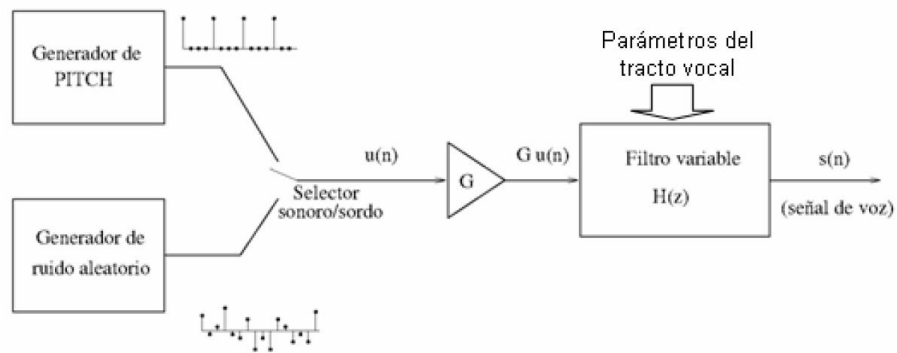 Generador de
PITCH
Parámetros del
tracto vocal
u(n)
G
G u(n)
Filtro variable
H(z)
s(n)
(señal de voz)
Selector
sonoro/sordo
Generador de
ruido aleatorio